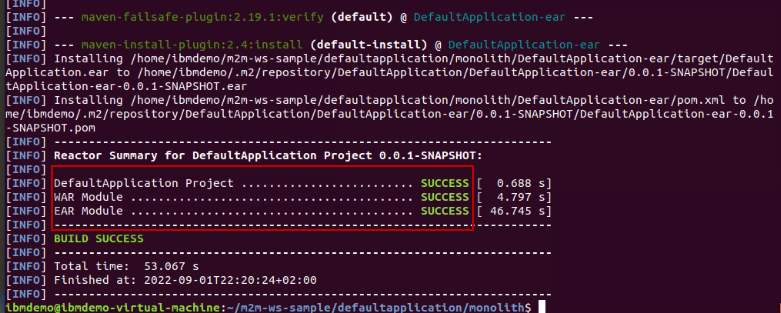 [INFO]
[INFO] --- maven-failsafe-plugin:2.19.1:verify (default) @ DefaultApplication-ear ---
[INFO]
[INFO] --- maven-install-plugin:2.4:install (default-install) @ DefaultApplication-ear ---
[INFO] Installing /home/ibmdemo/m2m-ws-sample/defaultapplication/monolith/DefaultApplication-ear/target/Default
Application.ear to /home/ibmdemo/.m2/repository/DefaultApplication/DefaultApplication-ear/0.0.1-SNAPSHOT/Defaul
tApplication-ear-0.0.1-SNAPSHOT.ear
[INFO] Installing /home/ibmdemo/m2m-ws-sample/defaultapplication/monolith/DefaultApplication-ear/pom.xml to /ho
me/ibmdemo/.m2/repository/DefaultApplication/DefaultApplication-ear/0.0.1-SNAPSHOT/DefaultApplication-ear-0.0.1
-SNAPSHOT.pom
[INFO] ------------------------------------------------------------------------
[INFO] Reactor Summary for DefaultApplication Project 0.0.1-SNAPSHOT:
[INFO]
[INFO] DefaultApplication Project ......................... SUCCESS [  0.688 s]
[INFO] WAR Module ......................................... SUCCESS [  4.797 s]
[INFO] EAR Module ......................................... SUCCESS [ 46.745 s]
[INFO] ------------------------------------------------------------------------
[INFO] BUILD SUCCESS
[INFO] ------------------------------------------------------------------------
[INFO] Total time:  53.067 s
[INFO] Finished at: 2022-09-01T22:20:24+02:00
[INFO] ------------------------------------------------------------------------
ibmdemo@ibmdemo-virtual-machine:~/m2m-ws-sample/defaultapplication/monolith$